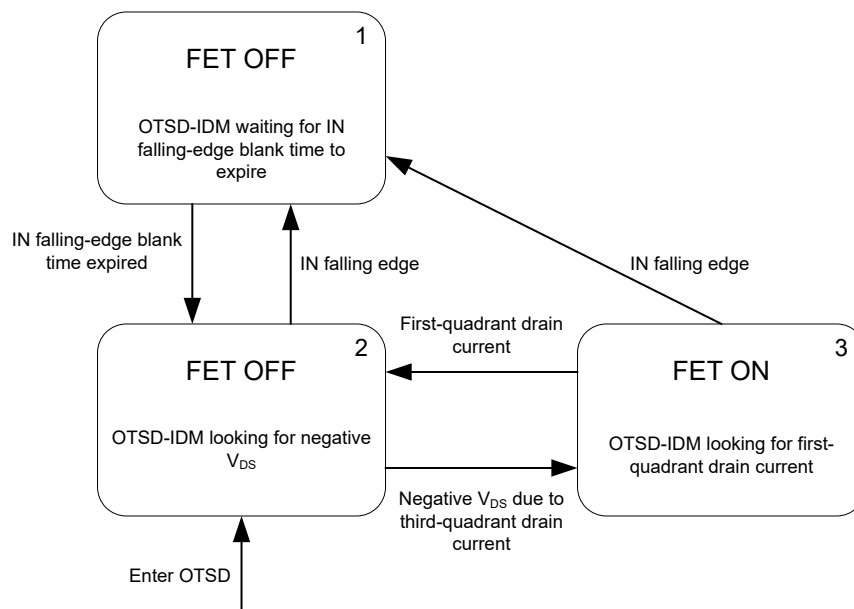 1
FET OFF
OTSD-IDM waiting for IN
falling-edge blank time to
expire
IN falling-edge blank
time expired
IN falling edge
IN falling edge
First-quadrant drain
current
2
FET OFF
OTSD-IDM looking for negative
V_DS
3
FET ON
OTSD-IDM looking for first-
quadrant drain current
Negative V_DS due to
third-quadrant drain
current
Enter OTSD